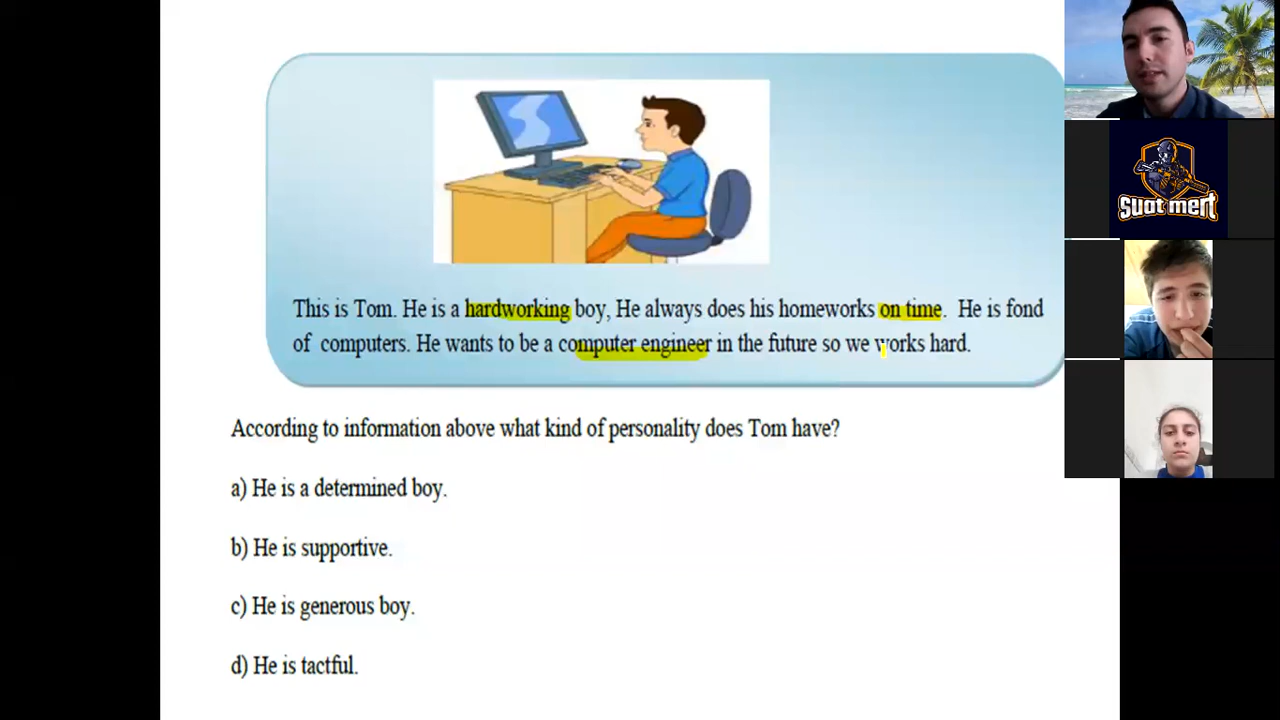 This is Tom. He is a hardworking boy, He always does his homeworks on time. He is fond
of computers. He wants to be a computer engineer in the future so we works hard.
According to information above what kind of personality does Tom have?
a) He is a determined boy.
b) He is supportive.
c) He is generous boy.
d) He is tactful.
suot mert